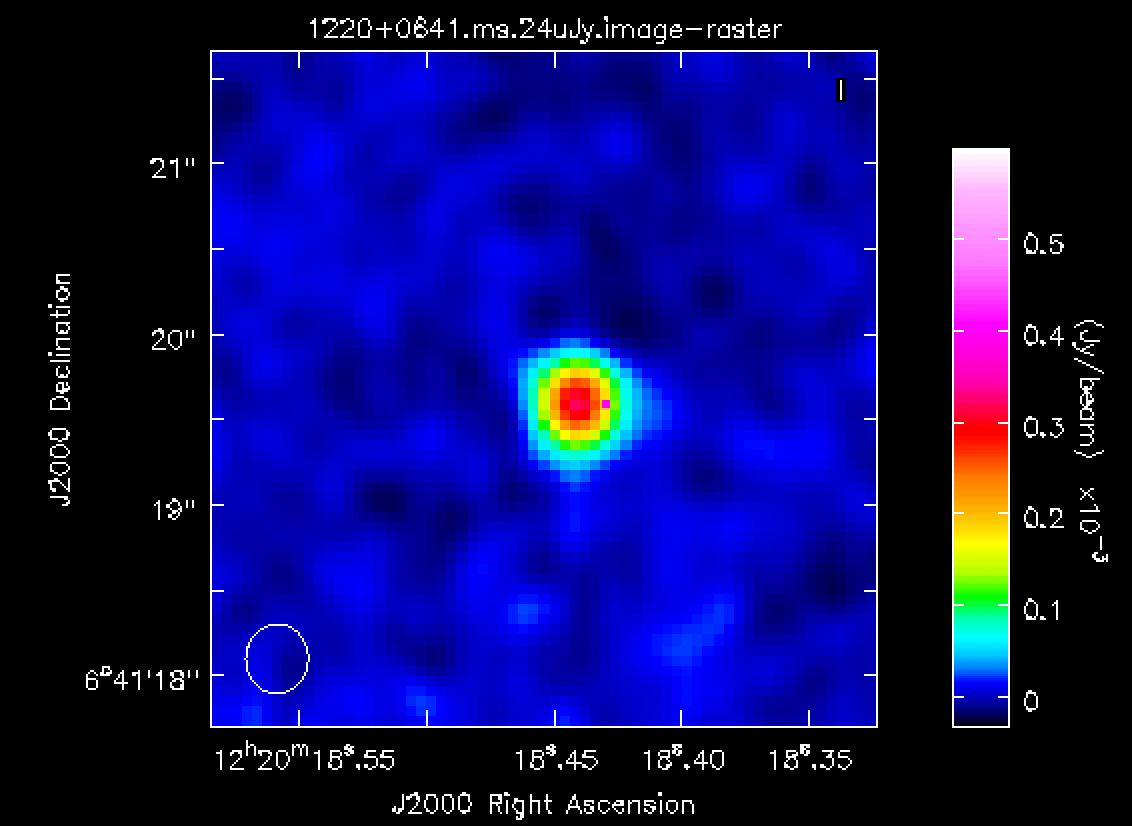 1220+0641.ms.24uJy.image-raster
I
21"
20"
19"
6°41'18"
J2000 Declination
12h20m18s.55
18s.45
18s.40
18s.35
J2000 Right Ascension
0.5
0.4
0.3
0.2
0.1
0
(Jy/beam) x10-3